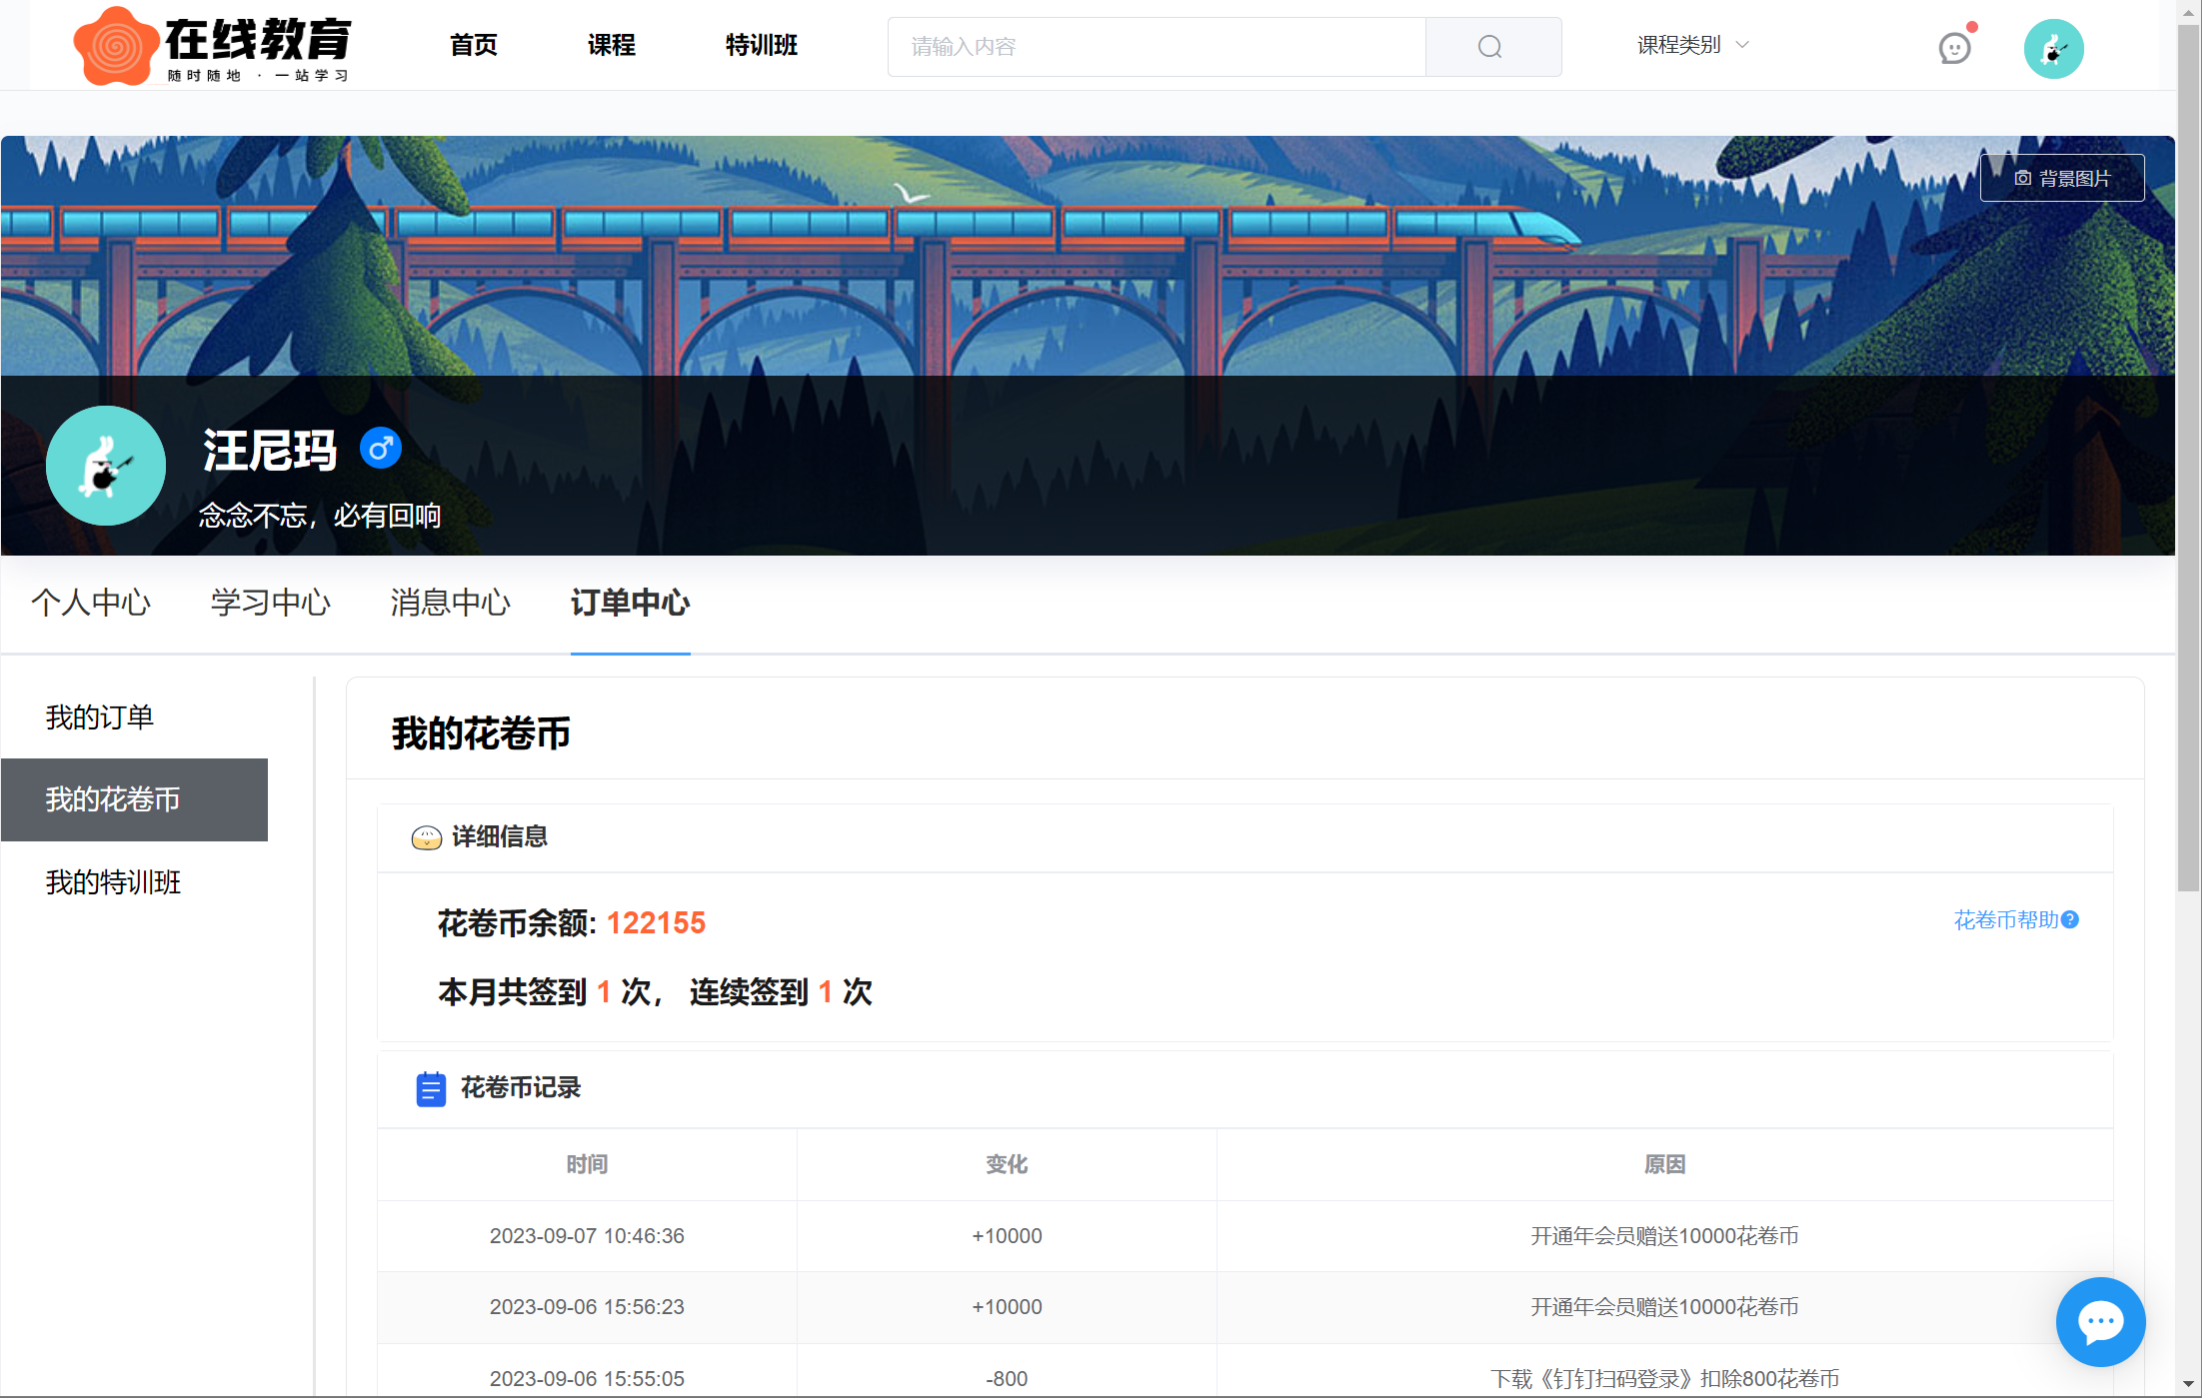 在线教育
随时随地 · 一站学习
首页 课程 特训班 请输入内容 课程类别
背景图片
汪尼玛
念念不忘，必有回响
个人中心 学习中心 消息中心 订单中心
我的订单
我的花卷币
我的特训班
我的花卷币
详细信息
花卷币余额: 122155
花卷币帮助
本月共签到 1 次， 连续签到 1 次
花卷币记录
时间 变化 原因
2023-09-07 10:46:36 +10000 开通年会员赠送10000花卷币
2023-09-06 15:56:23 +10000 开通年会员赠送10000花卷币
2023-09-06 15:55:05 -800 下载《钉钉扫码登录》扣除800花卷币